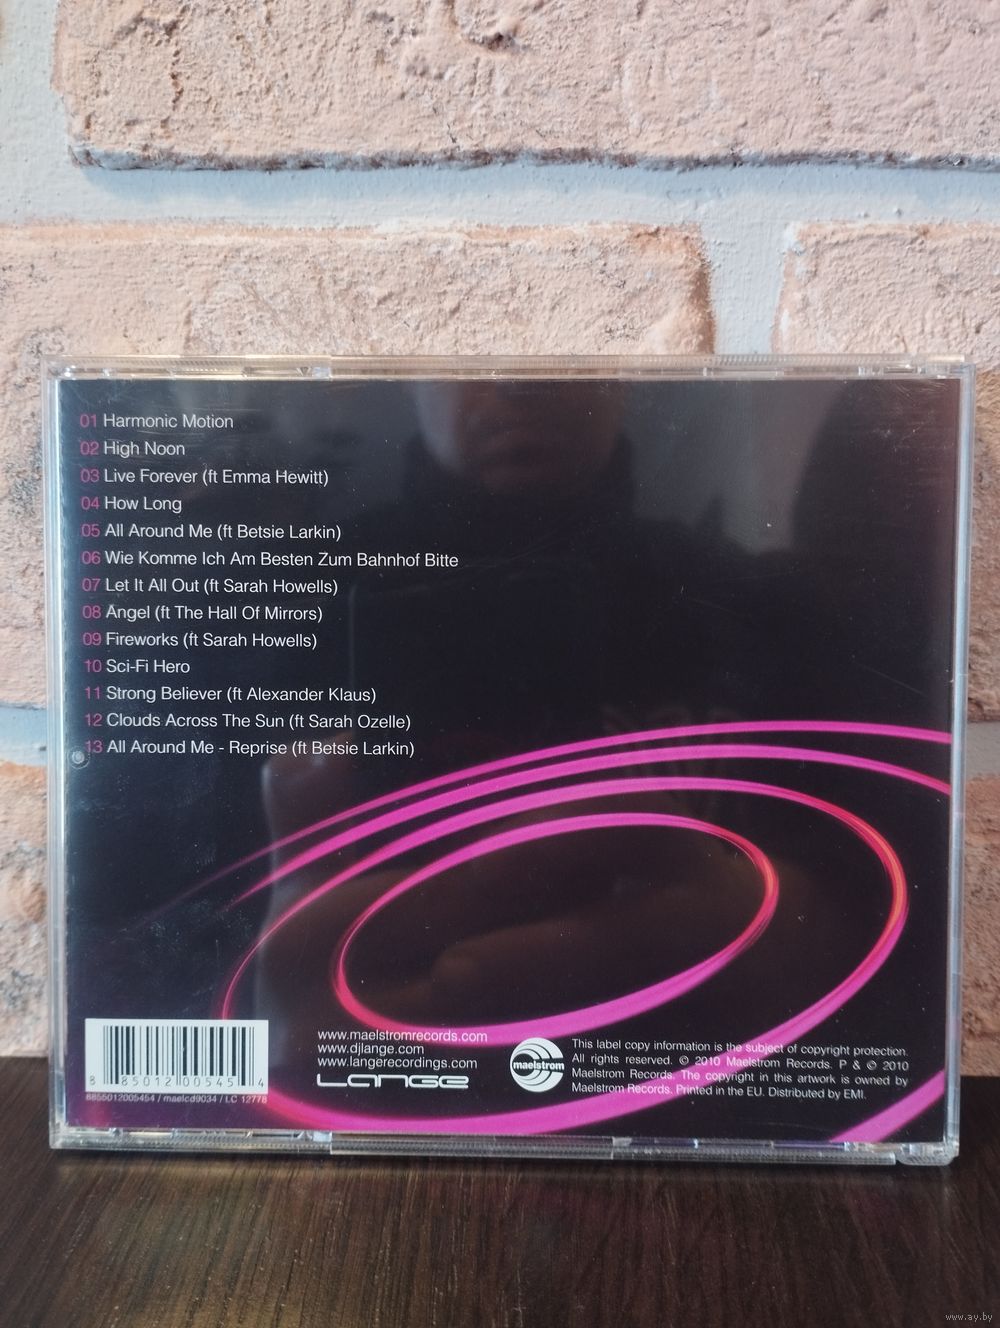 01 Harmonic Motion
02 High Noon
03 Live Forever (ft Emma Hewitt)
04 How Long
05 All Around Me (ft Betsie Larkin)
06 Wie Komme Ich Am Besten Zum Bahnhof Bitte
07 Let It All Out (ft Sarah Howells)
08 Angel (ft The Hall Of Mirrors)
09 Fireworks (ft Sarah Howells)
10 Sci-Fi Hero
11 Strong Believer (ft Alexander Klaus)
12 Clouds Across The Sun (ft Sarah Ozelle)
13 All Around Me - Reprise (ft Betsie Larkin)
8 85012 00545 4
8855012005454 / maelcd9034 / LC 12778
www.maelstromrecords.com
www.djlange.com
www.langerecordings.com
LANGE
maelstrom
This label copy information is the subject of copyright protection.
All rights reserved. © 2010 Maelstrom Records. P & © 2010
Maelstrom Records. The copyright in this artwork is owned by
Maelstrom Records. Printed in the EU. Distributed by EMI.
www.ay.by